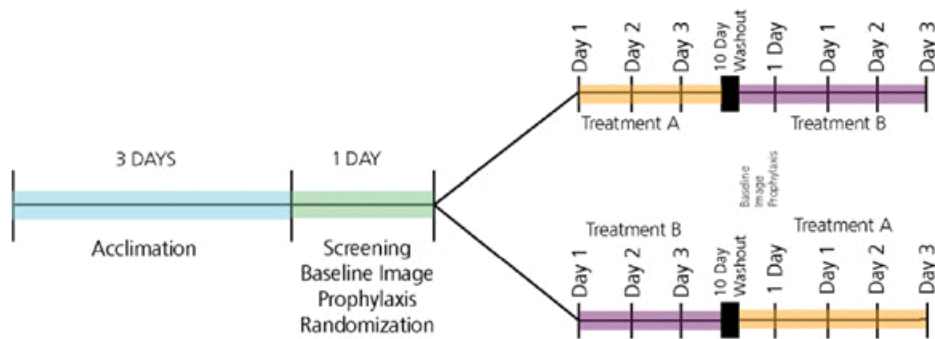 3 DAYS
1 DAY
Acclimation
Screening
Baseline Image
Prophylaxis
Randomization
Day 1
Day 2
Day 3
10 Day
Washout
1 Day
Day 1
Day 2
Day 3
Treatment A
Treatment B
Baseline
Image
Prophylaxis
Treatment B
Treatment A
Day 1
Day 2
Day 3
10 Day
Washout
1 Day
Day 1
Day 2
Day 3